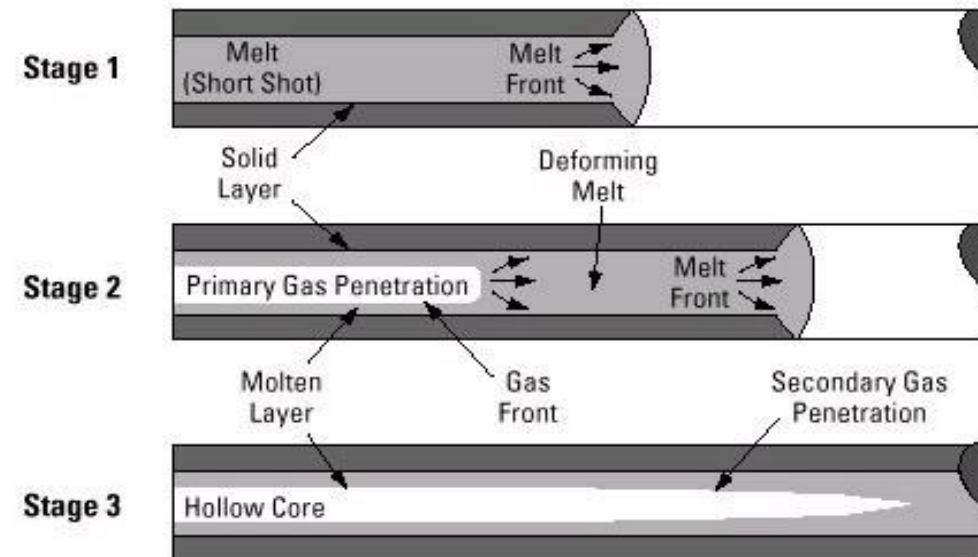 Stage 1
Melt
(Short Shot)
Melt
Front
Solid
Layer
Deforming
Melt
Stage 2
Primary Gas Penetration
Melt
Front
Molten
Layer
Gas
Front
Secondary Gas
Penetration
Stage 3
Hollow Core